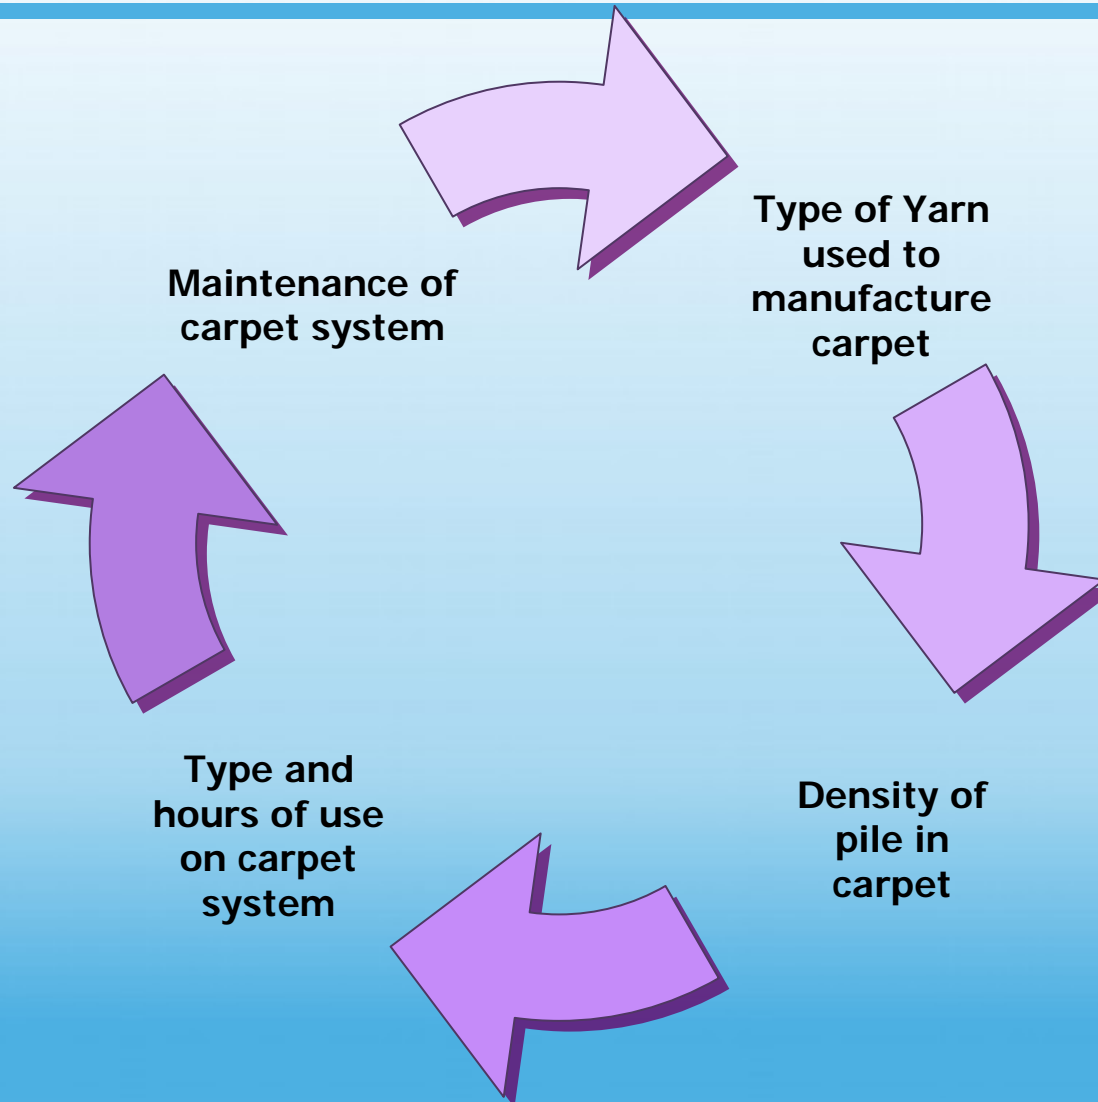 Type of Yarn
used to
manufacture
carpet
Maintenance of
carpet system
Type and
hours of use
on carpet
system
Density of
pile in
carpet